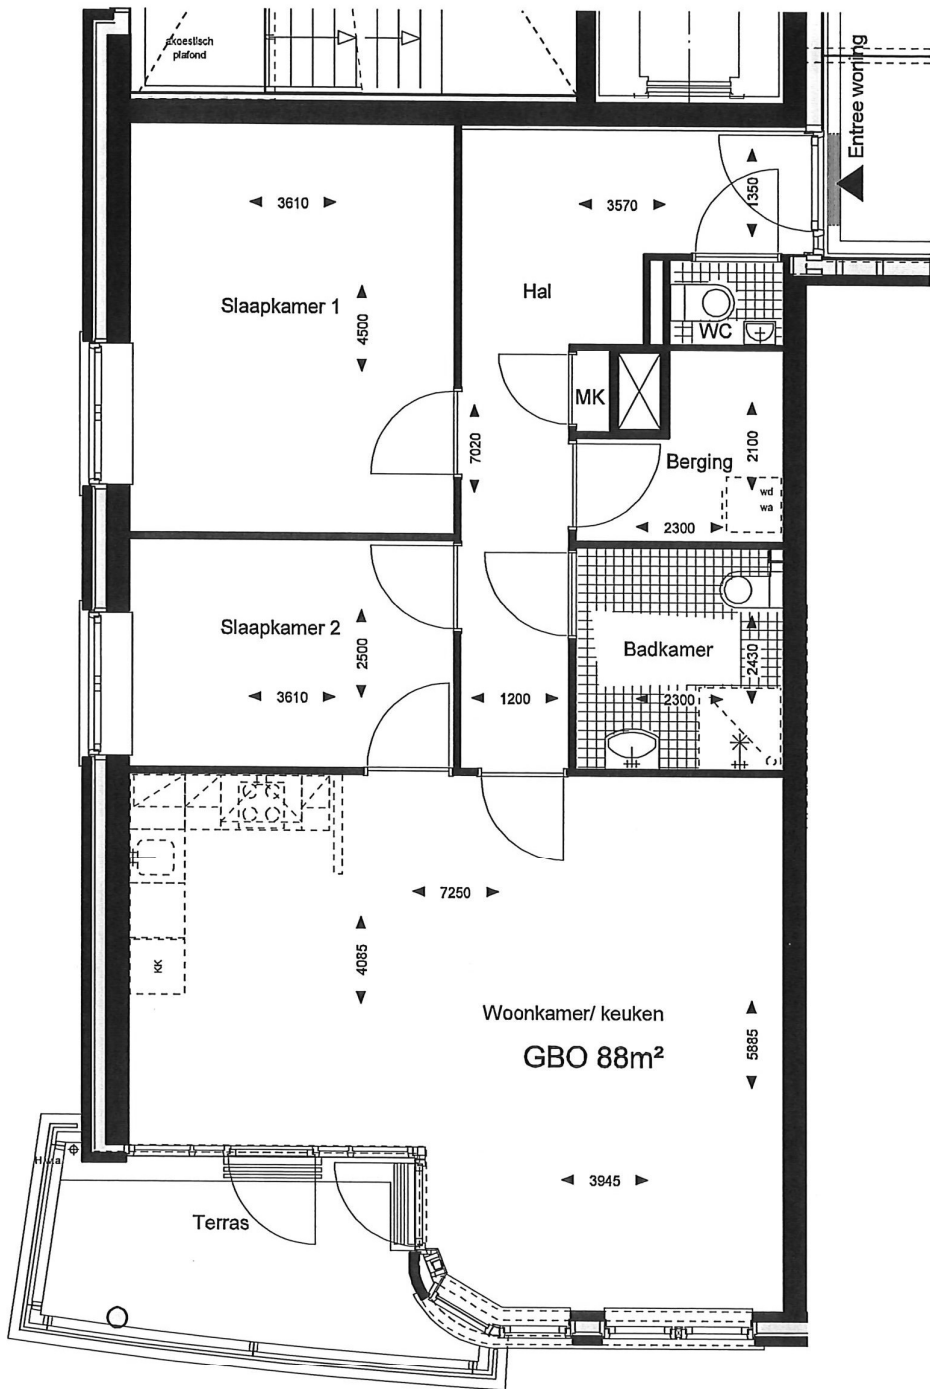 akoestisch
plafond
Entree woning
3610
3570
1350
Slaapkamer 1
Hal
4500
WC
MK
7020
Berging
2100
wd
wa
2300
Slaapkamer 2
2500
3610
1200
Badkamer
2430
2300
7250
4085
KK
Woonkamer/ keuken
GBO 88m²
5885
3945
Terras